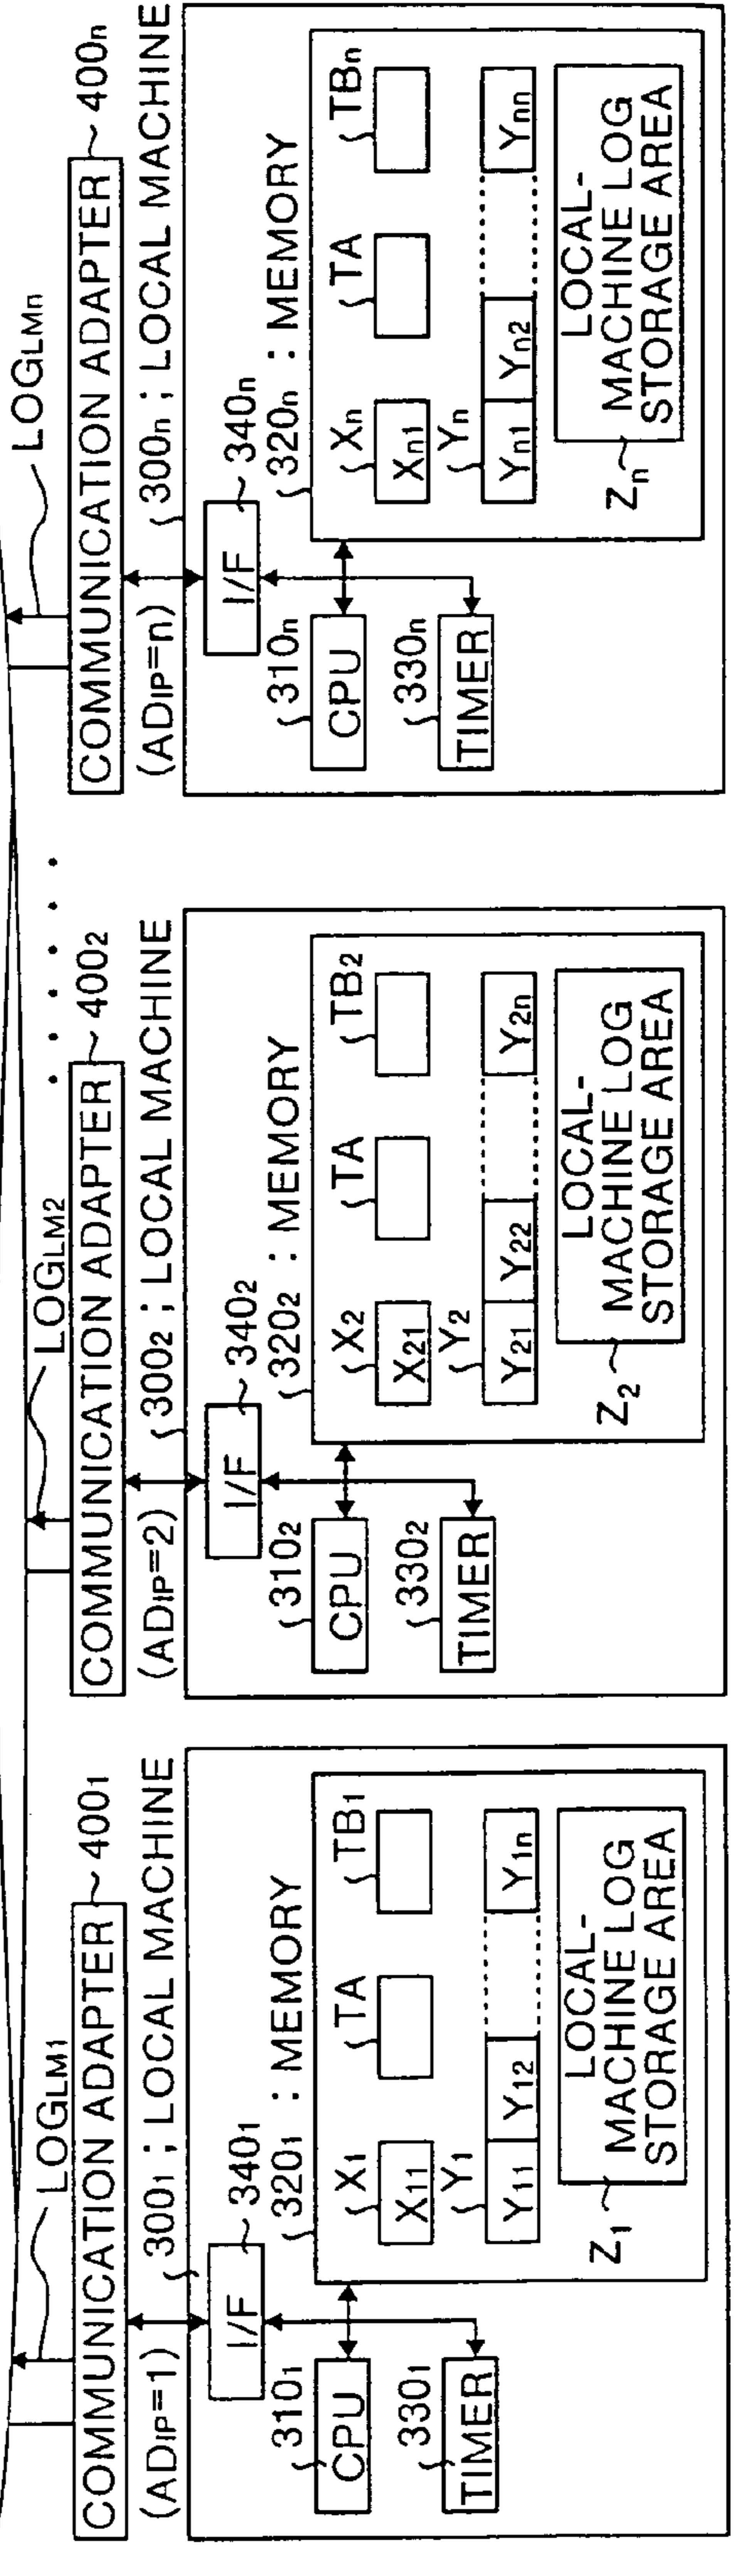 LOGLM1
COMMUNICATION ADAPTER
4001
(ADIP=1)
3001 ; LOCAL MACHINE
I/F
3401
3101
CPU
3301
TIMER
3201 : MEMORY
X1
X11
TA
TB1
Y1
Y11
Y12
Y1n
Z1
LOCAL-
MACHINE LOG
STORAGE AREA
LOGLM2
COMMUNICATION ADAPTER
4002
(ADIP=2)
3002 ; LOCAL MACHINE
I/F
3402
3102
CPU
3302
TIMER
3202 : MEMORY
X2
X21
TA
TB2
Y2
Y21
Y22
Y2n
Z2
LOCAL-
MACHINE LOG
STORAGE AREA
LOGLMn
COMMUNICATION ADAPTER
400n
(ADIP=n)
300n ; LOCAL MACHINE
I/F
340n
310n
CPU
330n
TIMER
320n : MEMORY
Xn
Xn1
TA
TBn
Yn
Yn1
Yn2
Ynn
Zn
LOCAL-
MACHINE LOG
STORAGE AREA